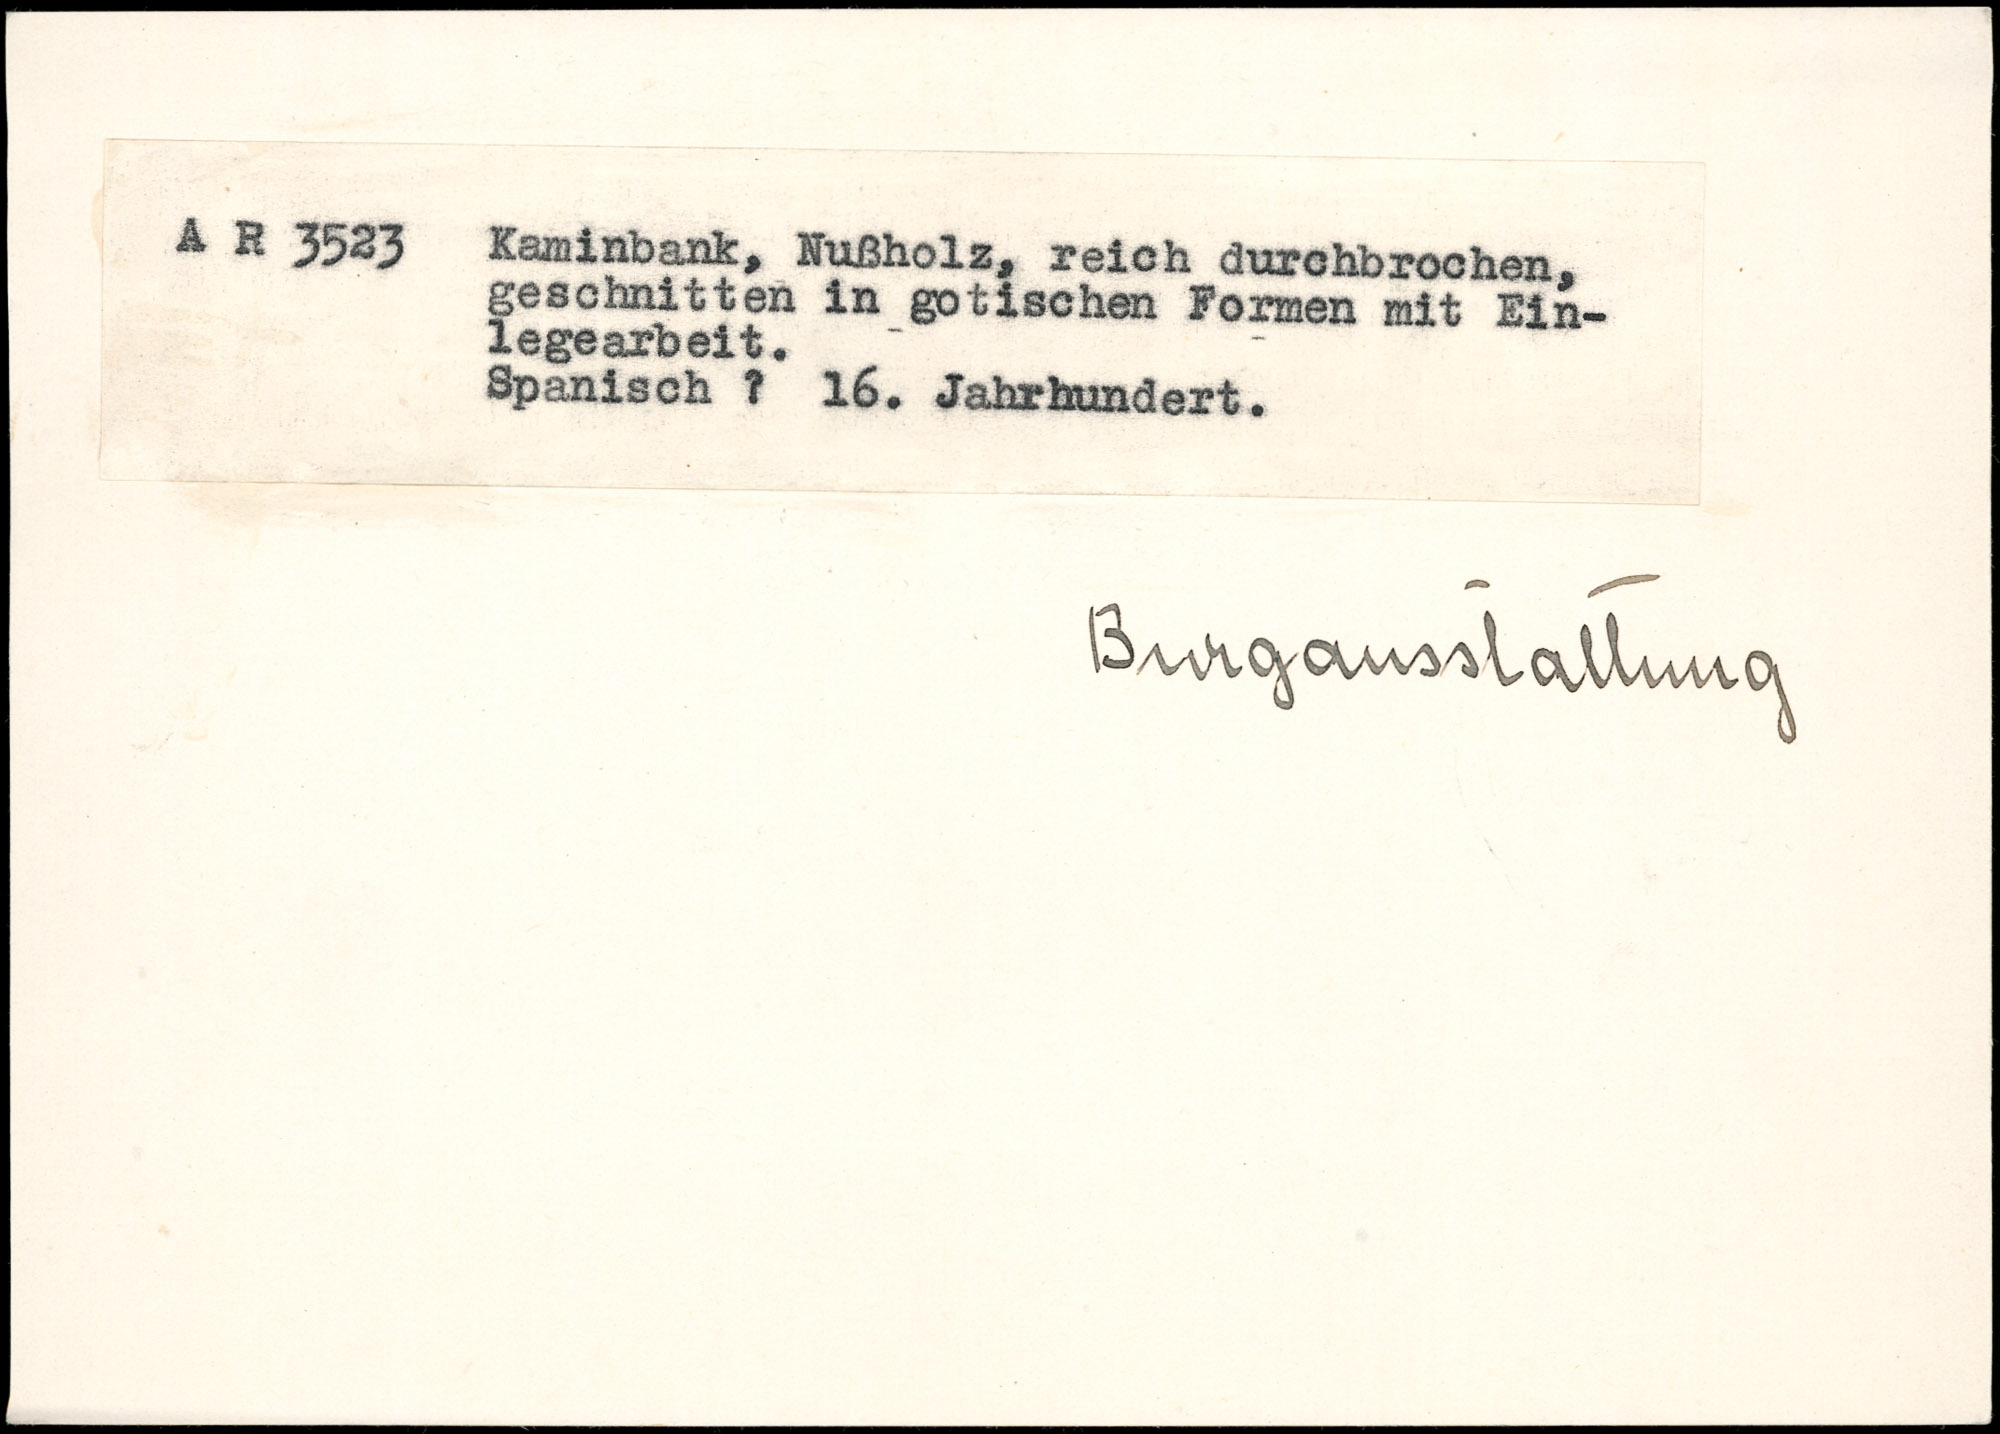 A R 3523 Kaminbank, Nußholz, reich durchbrochen,
geschnitten in gotischen Formen mit Ein-
legearbeit.
Spanisch ? 16. Jahrhundert.
Burgausstattung